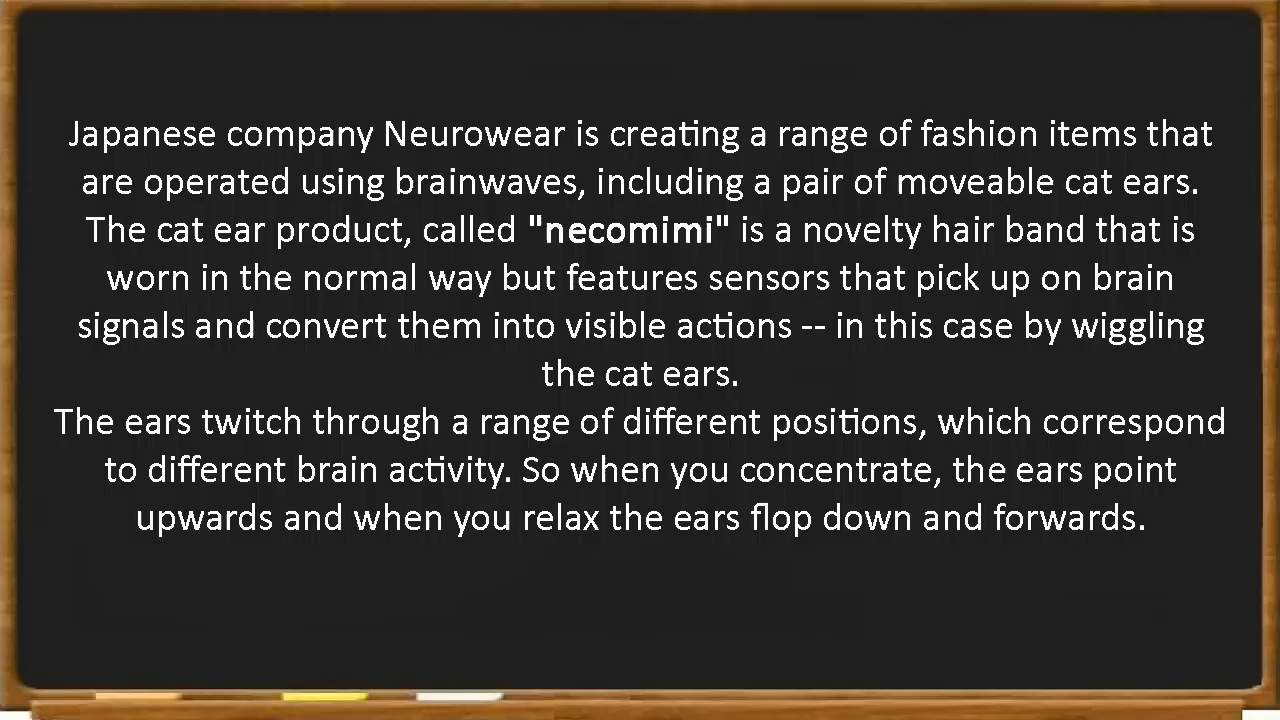 Japanese company Neurowear is creating a range of fashion items that
are operated using brainwaves, including a pair of moveable cat ears.
The cat ear product, called "necomimi" is a novelty hair band that is
worn in the normal way but features sensors that pick up on brain
signals and convert them into visible actions -- in this case by wiggling
the cat ears.
The ears twitch through a range of different positions, which correspond
to different brain activity. So when you concentrate, the ears point
upwards and when you relax the ears flop down and forwards.